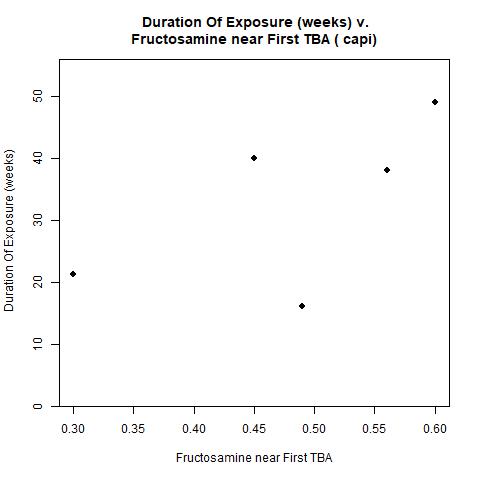 Duration Of Exposure (weeks) v.
Fructosamine near First TBA ( capi)
Duration Of Exposure (weeks)
50
40
30
20
10
0
0.30 0.35 0.40 0.45 0.50 0.55 0.60
Fructosamine near First TBA